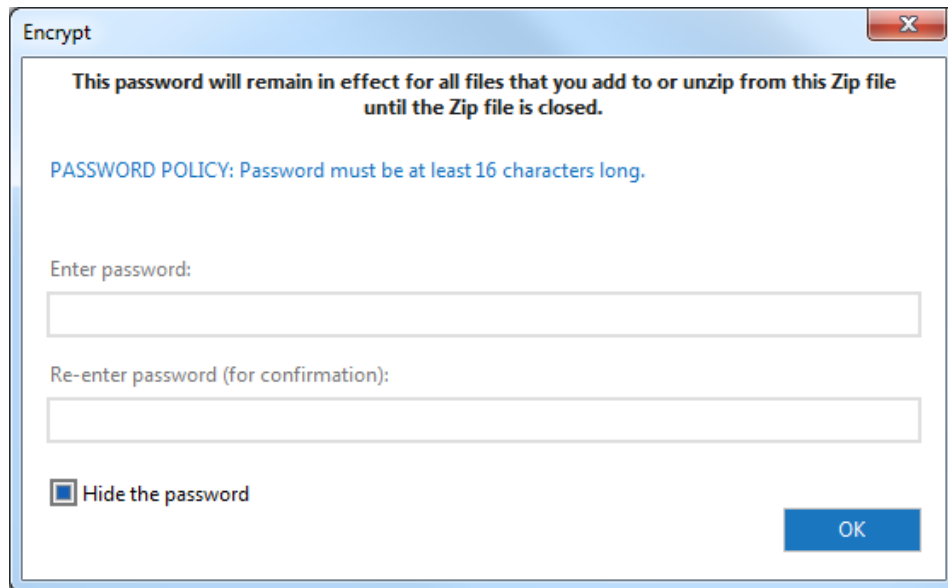 Encrypt
This password will remain in effect for all files that you add to or unzip from this Zip file
until the Zip file is closed.
PASSWORD POLICY: Password must be at least 16 characters long.
Enter password:
Re-enter password (for confirmation):
Hide the password
OK